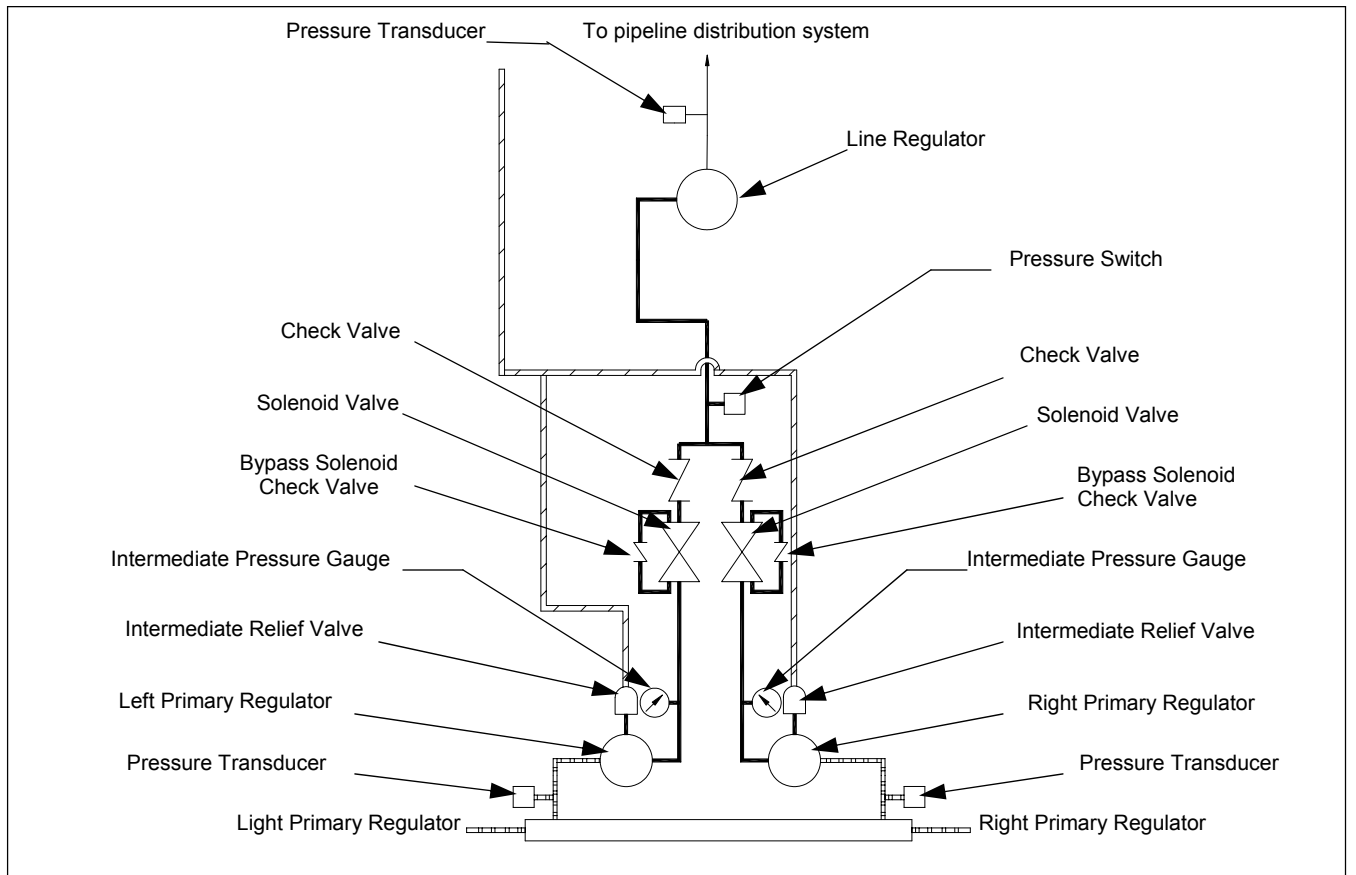 Pressure Transducer
To pipeline distribution system
Line Regulator
Pressure Switch
Check Valve
Check Valve
Solenoid Valve
Solenoid Valve
Bypass Solenoid
Check Valve
Bypass Solenoid
Check Valve
Intermediate Pressure Gauge
Intermediate Pressure Gauge
Intermediate Relief Valve
Intermediate Relief Valve
Left Primary Regulator
Right Primary Regulator
Pressure Transducer
Pressure Transducer
Light Primary Regulator
Right Primary Regulator